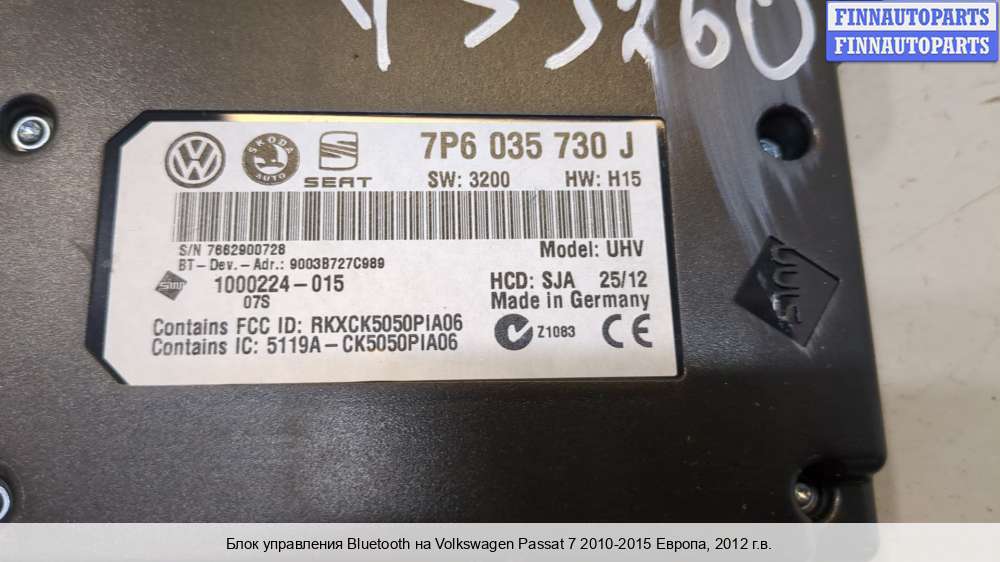 FINNAUTOPARTS
FINNAUTOPARTS
SKODA
AUTO
SEAT
7P6 035 730 J
SW: 3200 HW: H15
S/N 7662900728
Model: UHV
BT-Dev.-Adr.: 9003B727C989
1000224-015
07S
HCD: SJA 25/12
Made in Germany
Contains FCC ID: RKXCK5050PIA06
Contains IC: 5119A-CK5050PIA06
Z1083
CE
Блок управления Bluetooth на Volkswagen Passat 7 2010-2015 Европа, 2012 г.в.